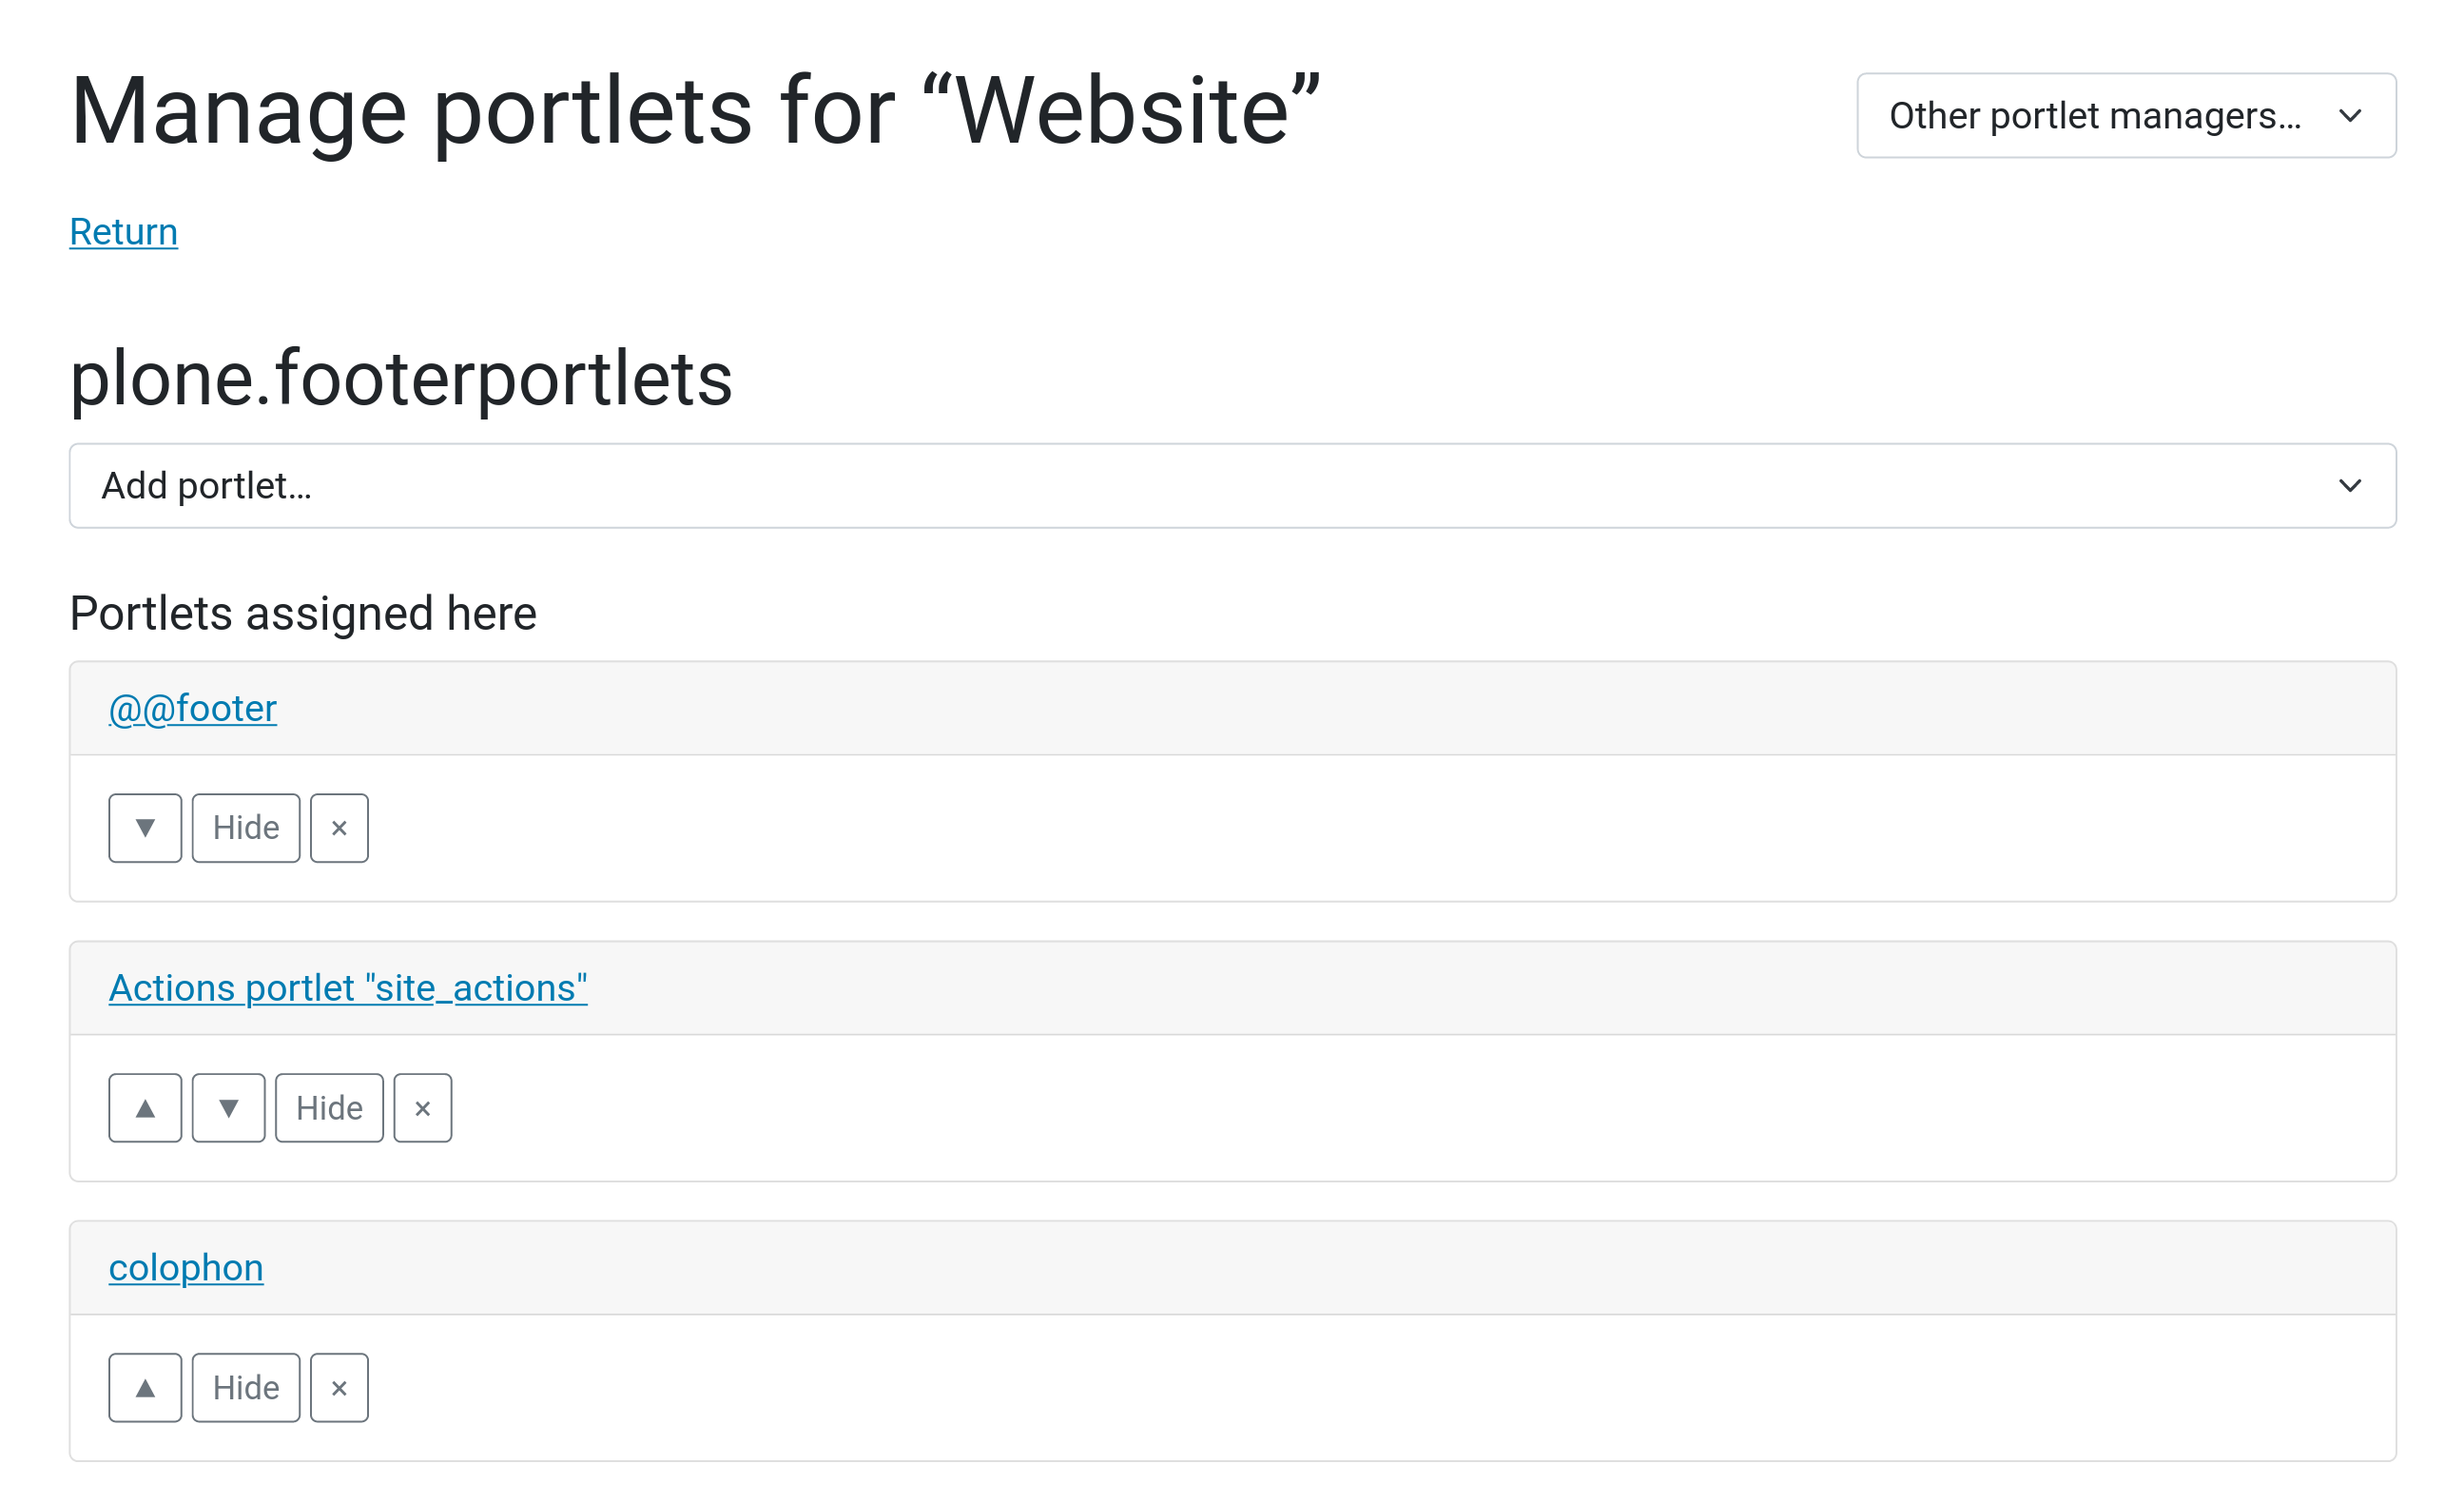 Manage portlets for “Website”
Other portlet managers…
Return
plone.footerportlets
Add portlet…
Portlets assigned here
@@footer
▼ Hide ×
Actions portlet "site_actions"
▲ ▼ Hide ×
colophon
▲ Hide ×